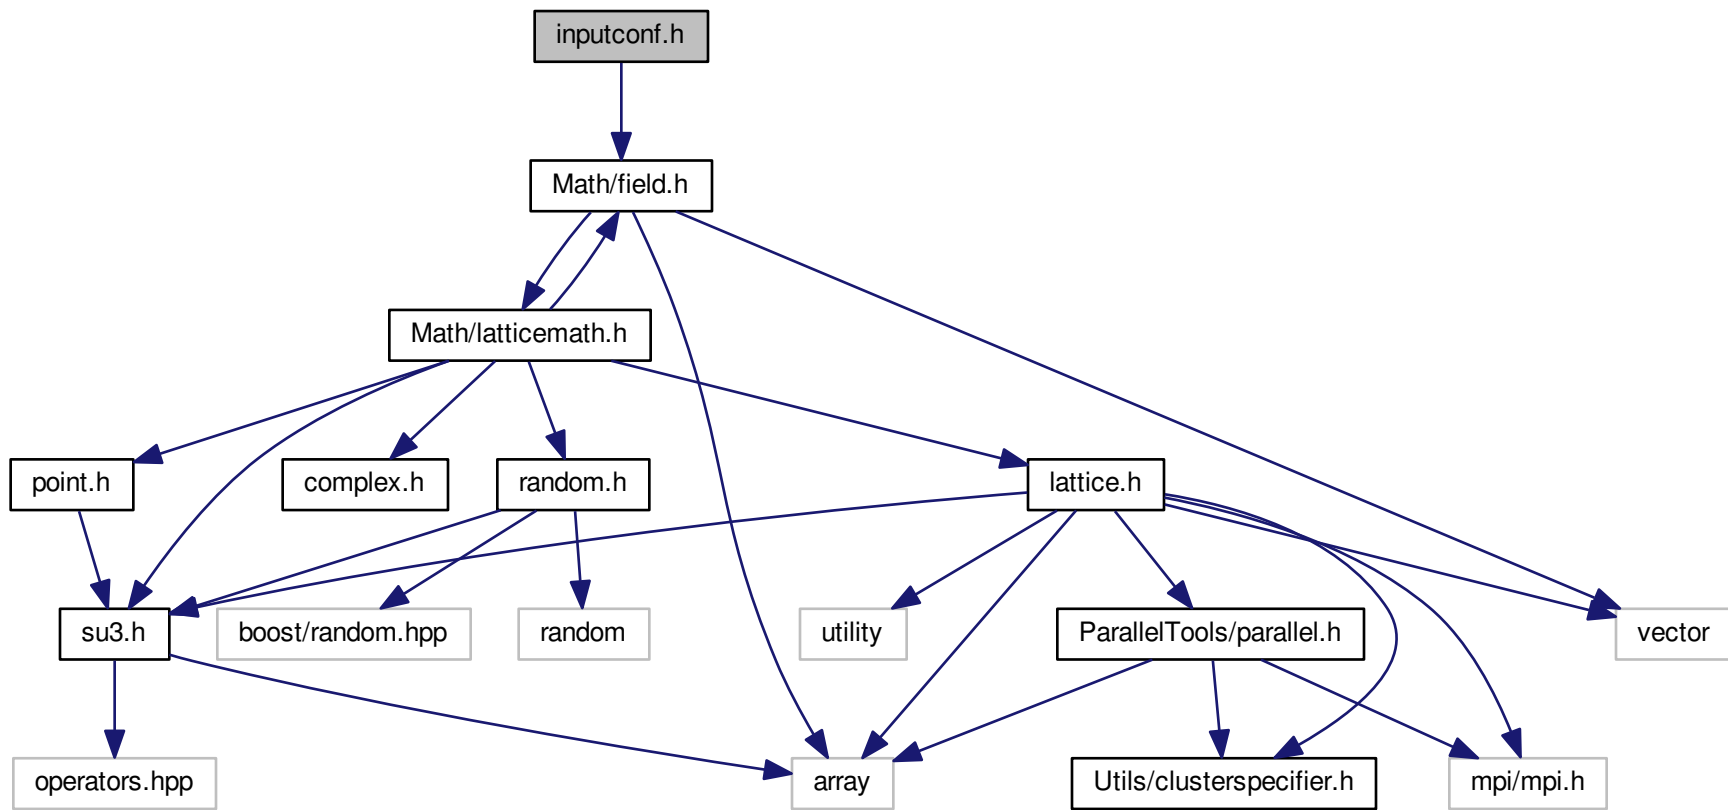 inputconf.h
Math/field.h
Math/latticemath.h
point.h
complex.h
random.h
lattice.h
su3.h
boost/random.hpp
random
utility
ParallelTools/parallel.h
vector
operators.hpp
array
Utils/clusterspecifier.h
mpi/mpi.h